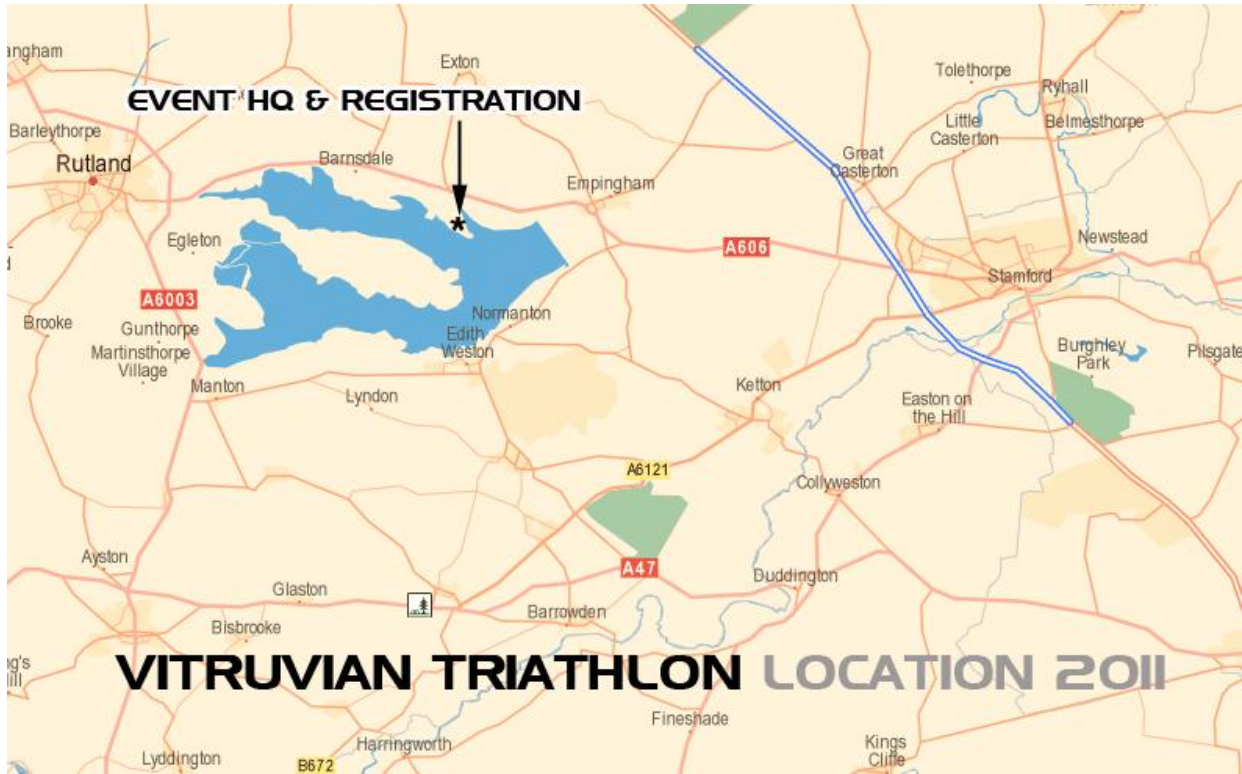 angham
Exton
EVENT HQ & REGISTRATION
Tolethorpe
Ryhall
Little
Casterton
Belmesthorpe
Barleythorpe
Rutland
Barnsdale
Great
Casterton
Empingham
Egleton
A606
Newstead
Stamford
A6003
Normanton
Brooke
Gunthorpe
Martinsthorpe
Village
Edith
Weston
Burghley
Park
Pilsgate
Manton
Lyndon
Ketton
Easton on
the Hill
A6121
Collyweston
Ayston
A47
Duddington
Glaston
Barrowden
Bisbrooke
VITRUVIAN TRIATHLON LOCATION 2011
Fineshade
Lyddington
B672
Harringworth
Kings
Cliffe